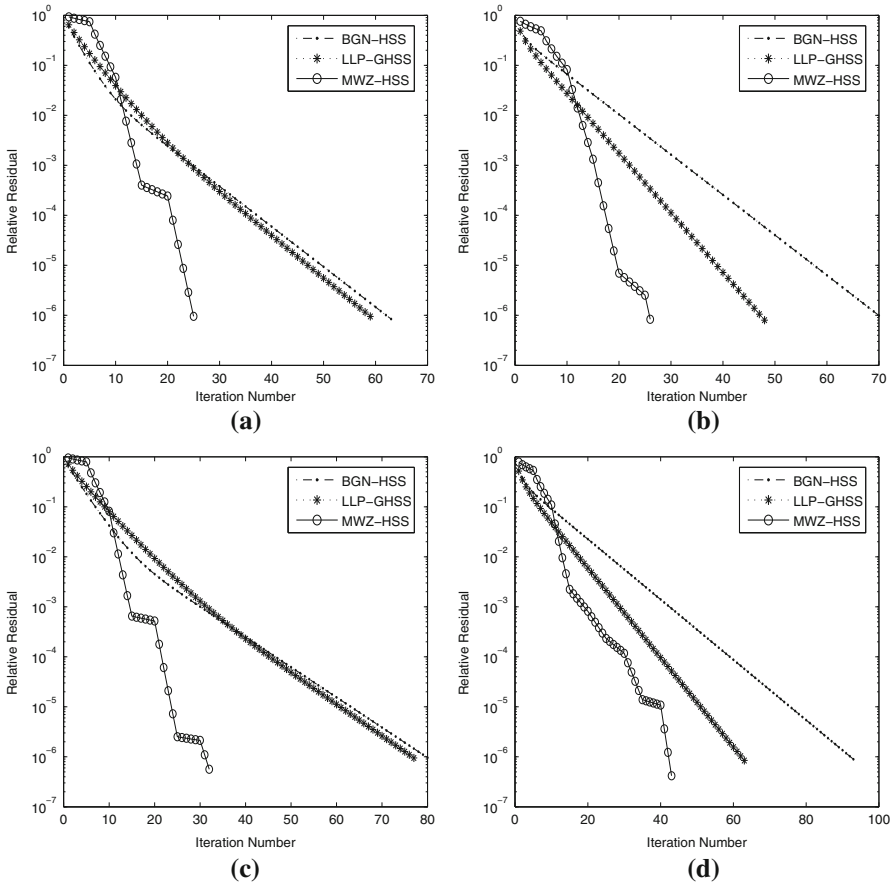 10^0
10^−1
10^−2
10^−3
10^−4
10^−5
10^−6
10^−7
Relative Residual
0 10 20 30 40 50 60 70
Iteration Number
BGN−HSS
LLP−GHSS
MWZ−HSS
(a)
10^0
10^−1
10^−2
10^−3
10^−4
10^−5
10^−6
10^−7
Relative Residual
0 10 20 30 40 50 60 70
Iteration Number
BGN−HSS
LLP−GHSS
MWZ−HSS
(b)
10^0
10^−1
10^−2
10^−3
10^−4
10^−5
10^−6
10^−7
Relative Residual
0 10 20 30 40 50 60 70 80
Iteration Number
BGN−HSS
LLP−GHSS
MWZ−HSS
(c)
10^0
10^−1
10^−2
10^−3
10^−4
10^−5
10^−6
10^−7
Relative Residual
0 20 40 60 80 100
Iteration Number
BGN−HSS
LLP−GHSS
MWZ−HSS
(d)